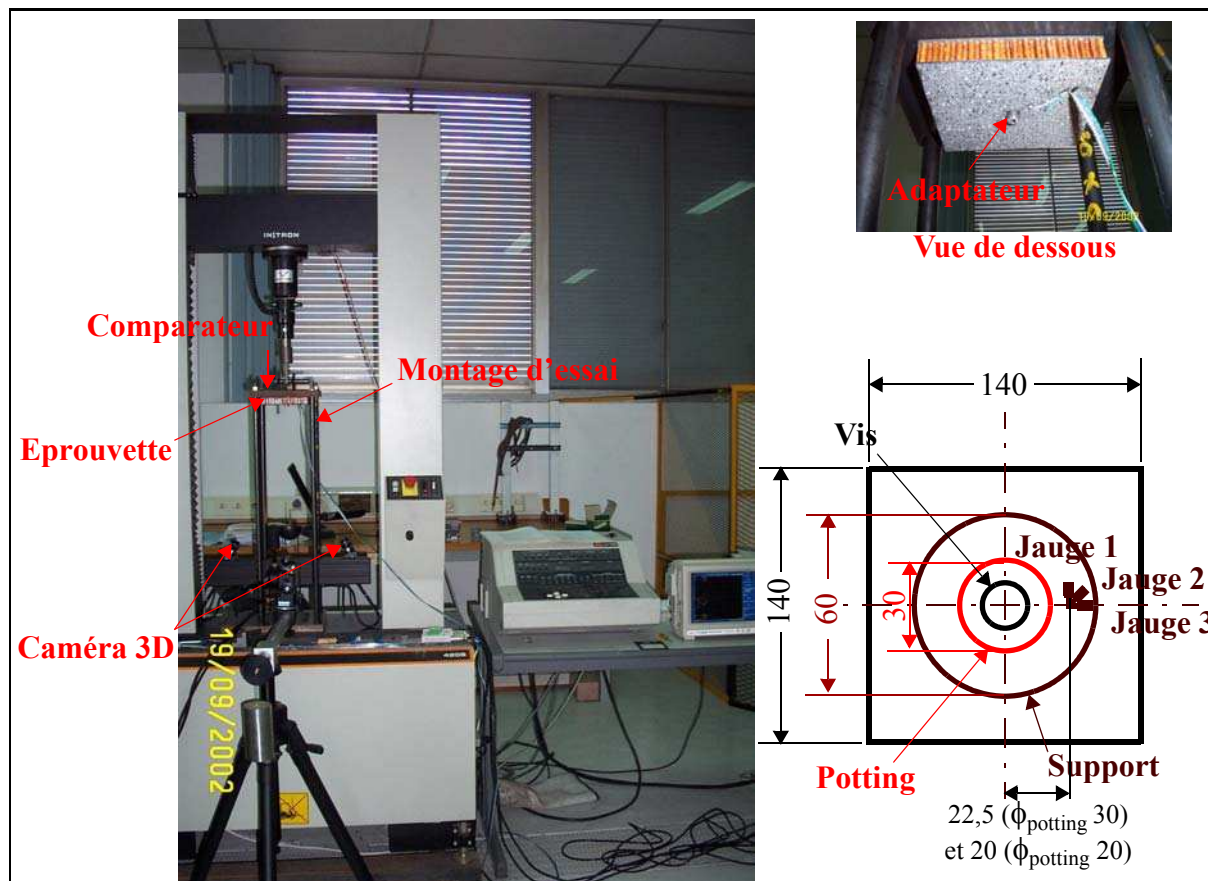 INSTRON
Comparateur
Montage d'essai
Eprouvette
Caméra 3D
19/09/2002
Adaptateur
Vue de dessous
140
Vis
140
60
30
Jauge 1
Jauge 2
Jauge 3
Potting
Support
22,5 (ϕpotting 30)
et 20 (ϕpotting 20)